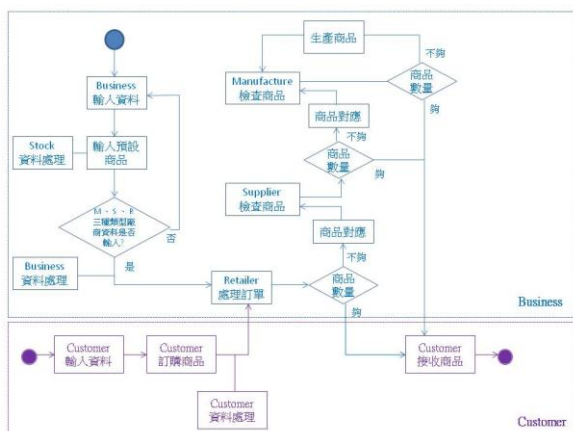 生產商品
不夠
Business
輸入資料
Manufacture
檢查商品
商品
數量
商品對應
夠
不夠
Stock
資料處理
輸入預設
商品
商品
數量
夠
Supplier
檢查商品
M、S、R
三種類型廠
商資料是否
輸入?
否
商品對應
不夠
Business
資料處理
是
Retailer
處理訂單
商品
數量
夠
Business
Customer
輸入資料
Customer
訂購商品
Customer
接收商品
Customer
資料處理
Customer